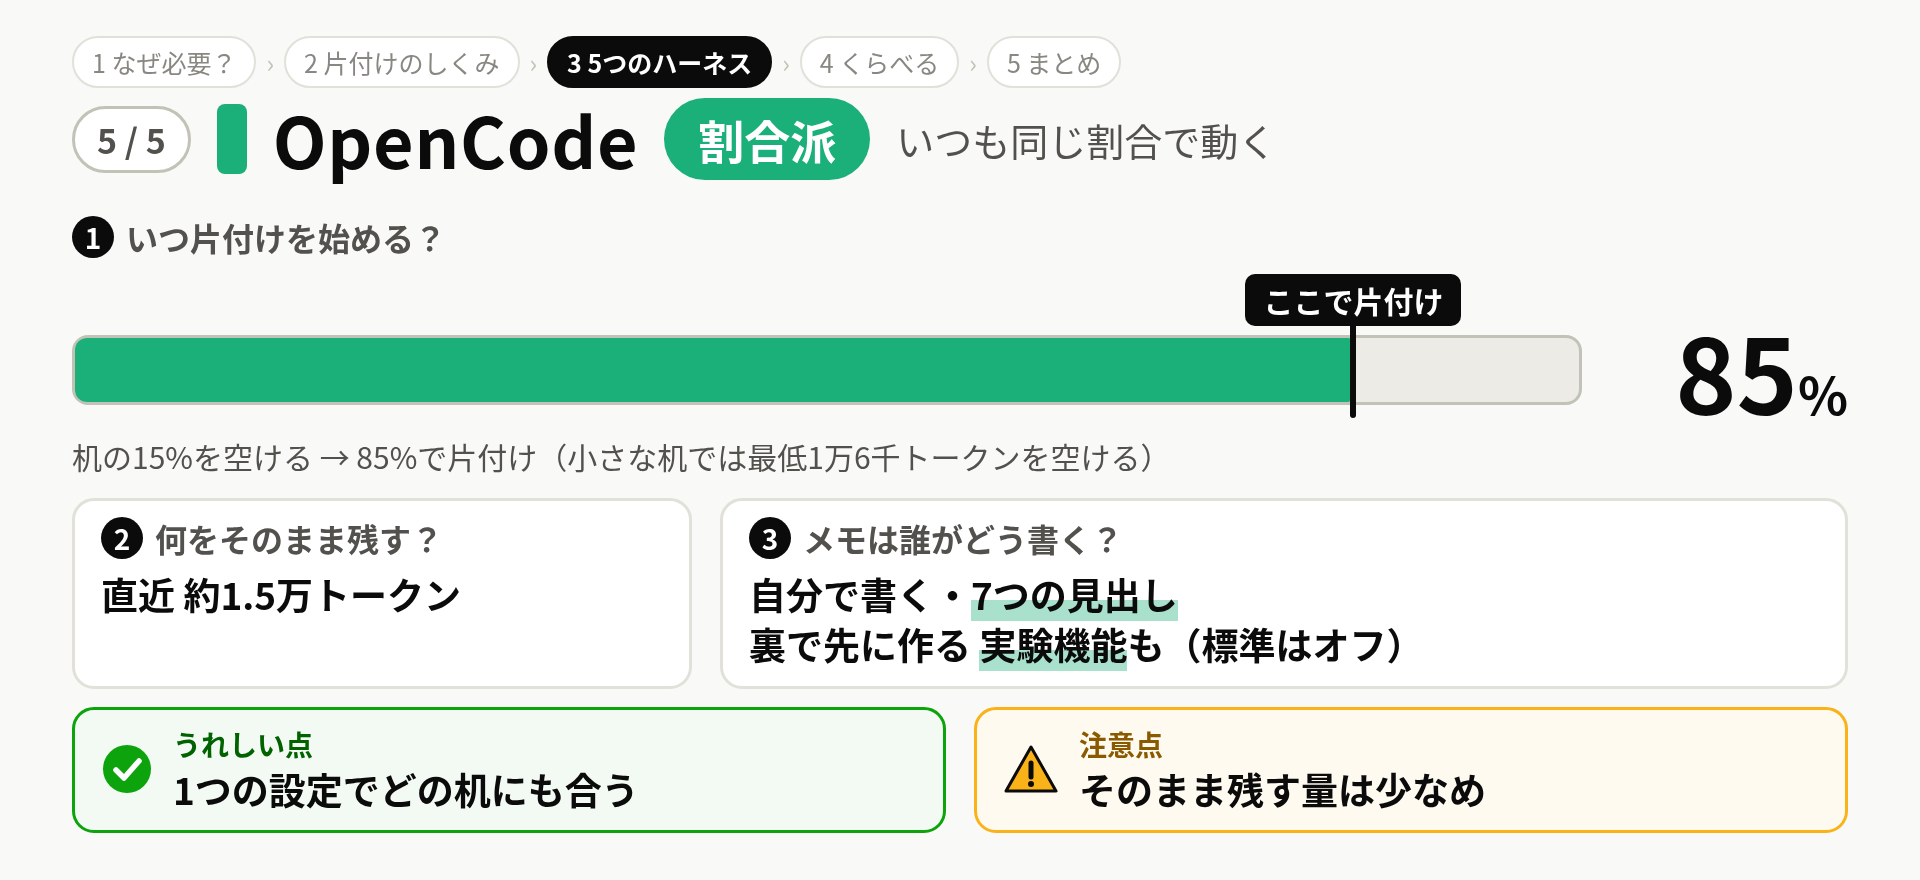 1 なぜ必要？ › 2 片付けのしくみ › 3 5つのハーネス › 4 くらべる › 5 まとめ
5 / 5 OpenCode 割合派 いつも同じ割合で動く
1 いつ片付けを始める？
ここで片付け
85%
机の15%を空ける → 85%で片付け（小さな机では最低1万6千トークンを空ける）
2 何をそのまま残す？
直近 約1.5万トークン
3 メモは誰がどう書く？
自分で書く・7つの見出し
裏で先に作る 実験機能も（標準はオフ）
うれしい点
1つの設定でどの机にも合う
注意点
そのまま残す量は少なめ